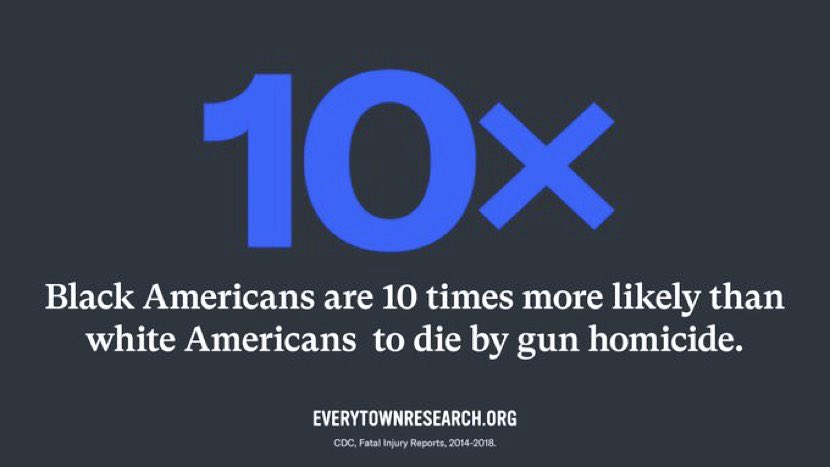 10×
Black Americans are 10 times more likely than
white Americans  to die by gun homicide.
EVERYTOWNRESEARCH.ORG
CDC, Fatal Injury Reports, 2014-2018.